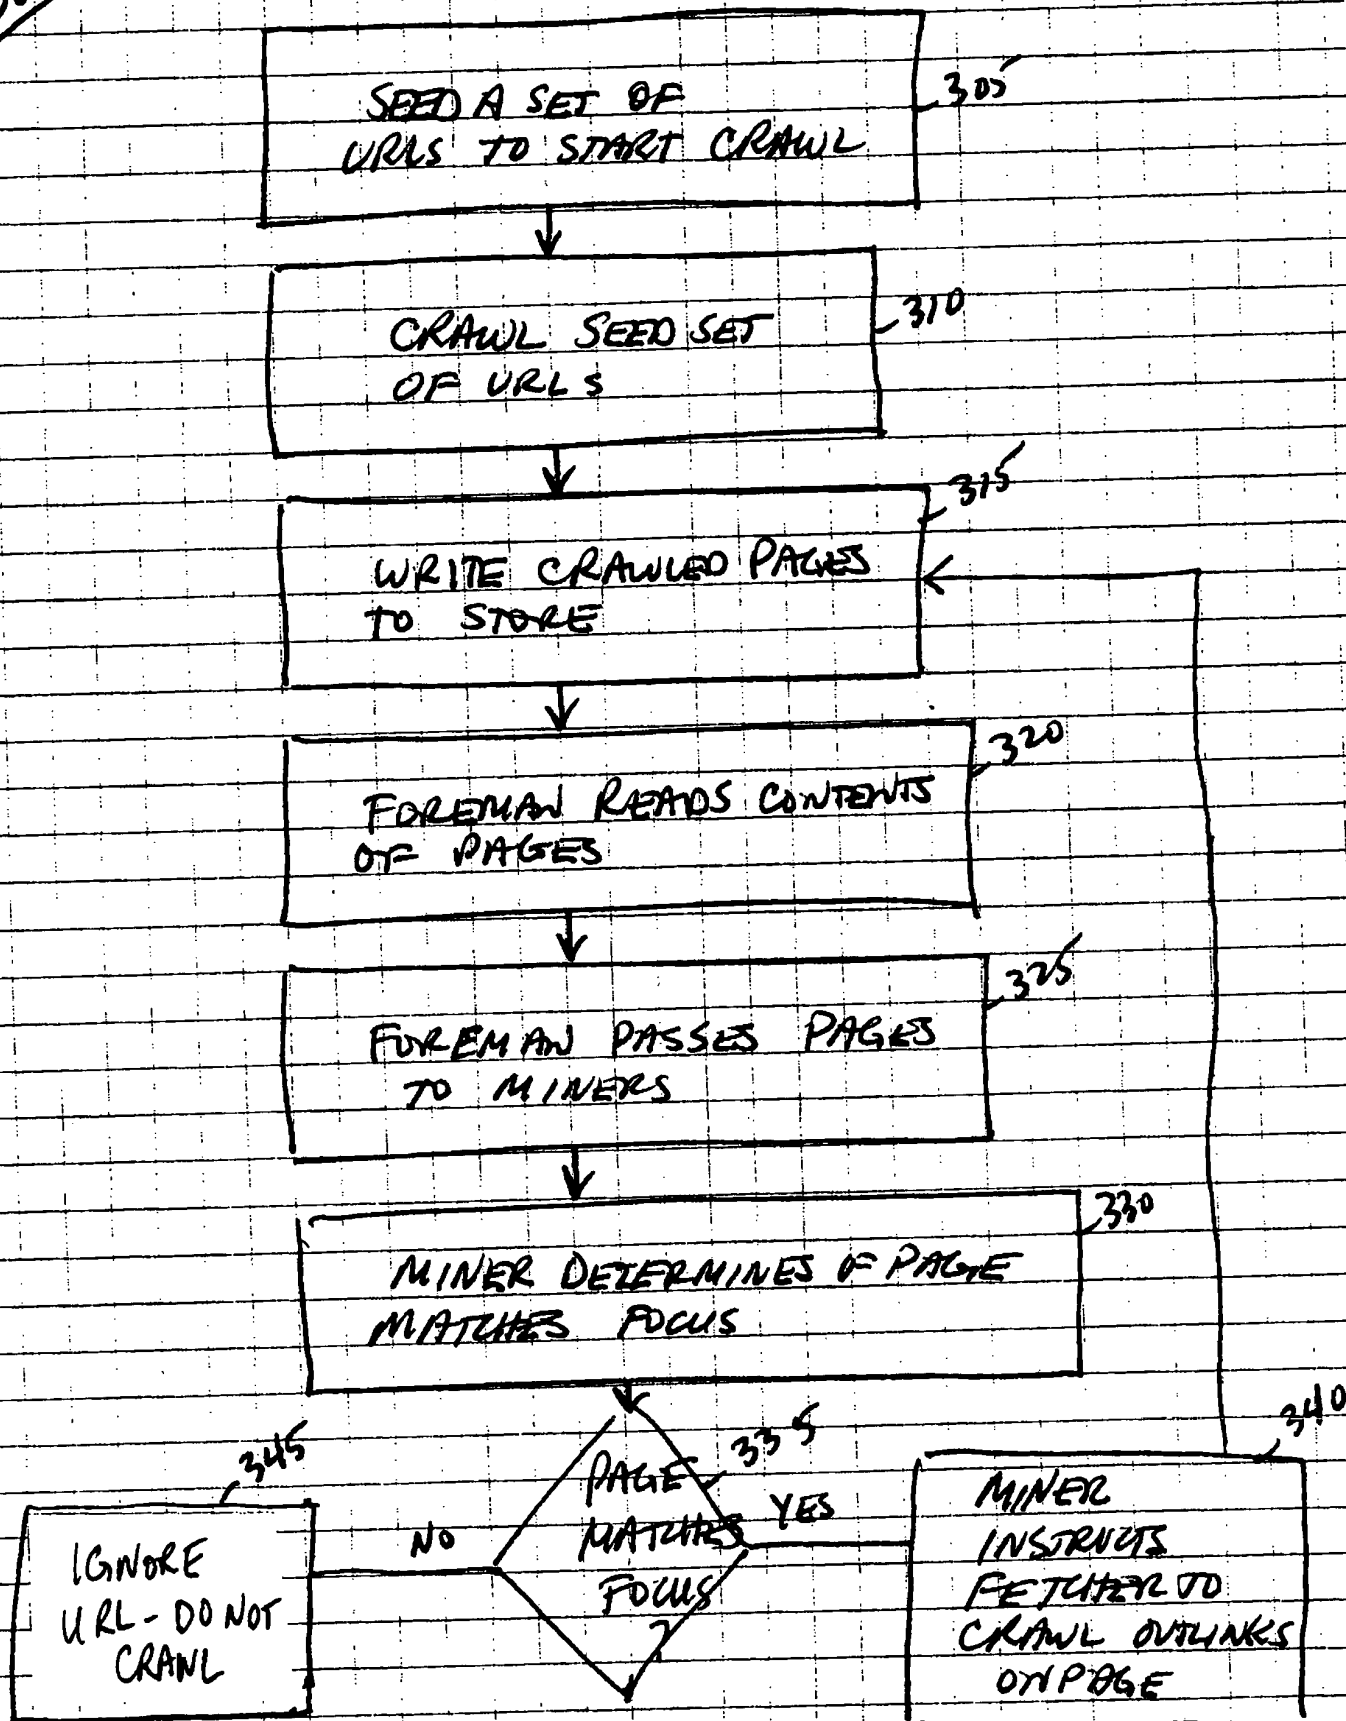 SEED A SET OF
URLS TO START CRAWL
305
CRAWL SEED SET
OF URLS
310
315
WRITE CRAWLED PAGES
TO STORE
320
FOREMAN READS CONTENTS
OF PAGES
325
FOREMAN PASSES PAGES
TO MINERS
330
MINER DETERMINES OF PAGE
MATCHES FOCUS
345
IGNORE
URL - DO NOT
CRAWL
NO
335
PAGE
MATCHES
FOCUS
?
YES
340
MINER
INSTRUCTS
FETCHER TO
CRAWL OUTLINKS
ON PAGE